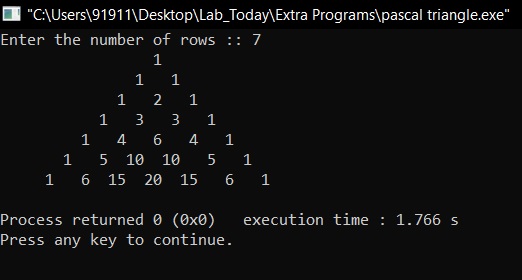 "C:\Users\91911\Desktop\Lab_Today\Extra Programs\pascal triangle.exe"
Enter the number of rows :: 7
1
1 1
1 2 1
1 3 3 1
1 4 6 4 1
1 5 10 10 5 1
1 6 15 20 15 6 1
Process returned 0 (0x0) execution time : 1.766 s
Press any key to continue.